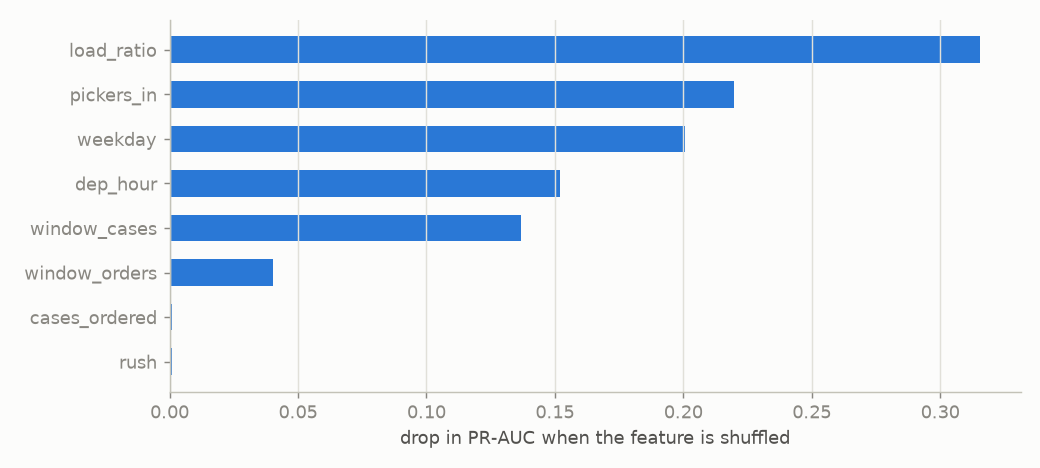 load_ratio
pickers_in
weekday
dep_hour
window_cases
window_orders
cases_ordered
rush
0.00 0.05 0.10 0.15 0.20 0.25 0.30
drop in PR-AUC when the feature is shuffled